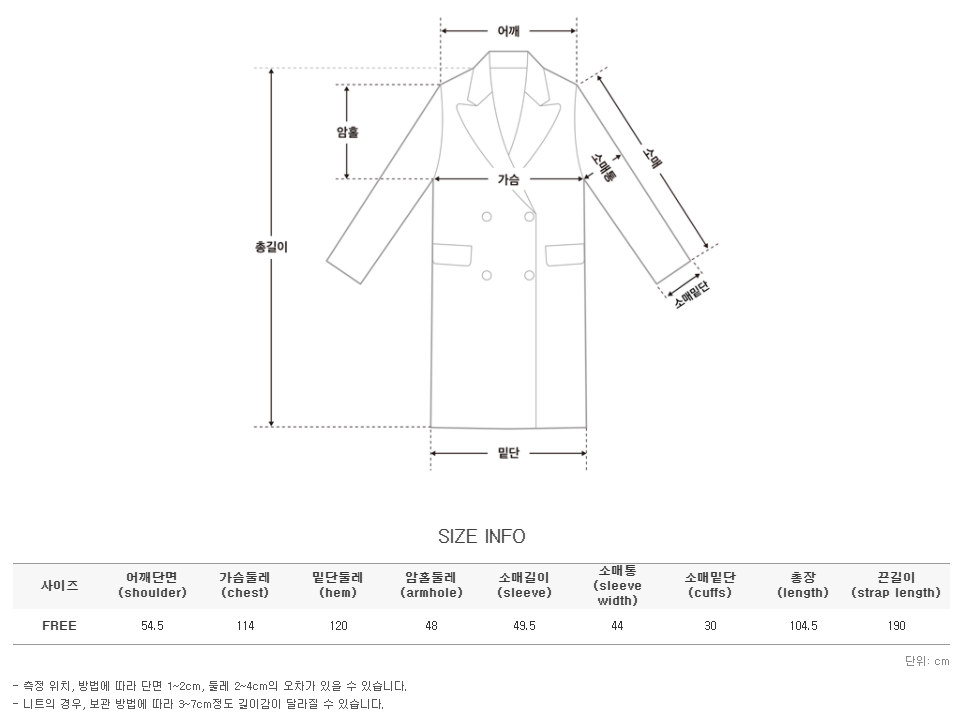 어깨
암홀
소매
소매통
가슴
총길이
소매밑단
밑단
SIZE INFO
사이즈 어깨단면 (shoulder) 가슴둘레 (chest) 밑단둘레 (hem) 암홀둘레 (armhole) 소매길이 (sleeve) 소매통 (sleeve width) 소매밑단 (cuffs) 총장 (length) 끈길이 (strap length)
FREE 54.5 114 120 48 49.5 44 30 104.5 190
단위: cm
- 측정 위치, 방법에 따라 단면 1~2cm, 둘레 2~4cm의 오차가 있을 수 있습니다.
- 니트의 경우, 보관 방법에 따라 3~7cm정도 길이감이 달라질 수 있습니다.